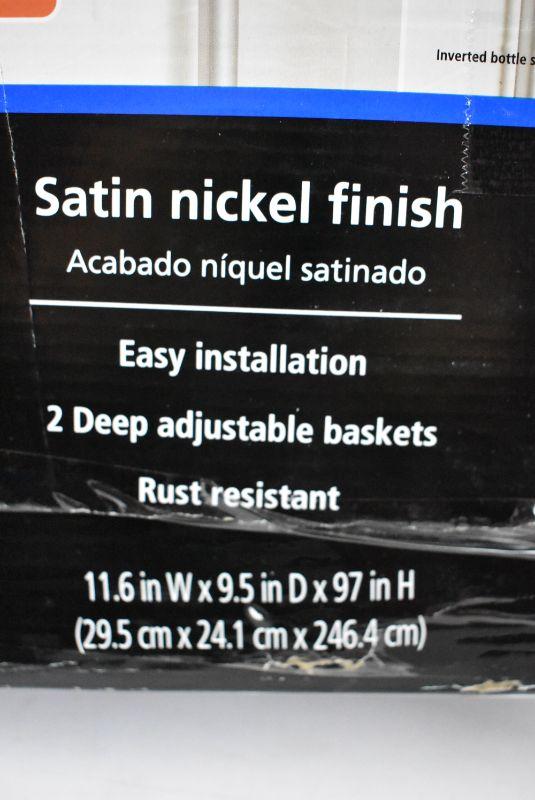 Inverted bottle
Satin nickel finish
Acabado níquel satinado
Easy installation
2 Deep adjustable baskets
Rust resistant
11.6 in W x 9.5 in D x 97 in H
(29.5 cm x 24.1 cm x 246.4 cm)